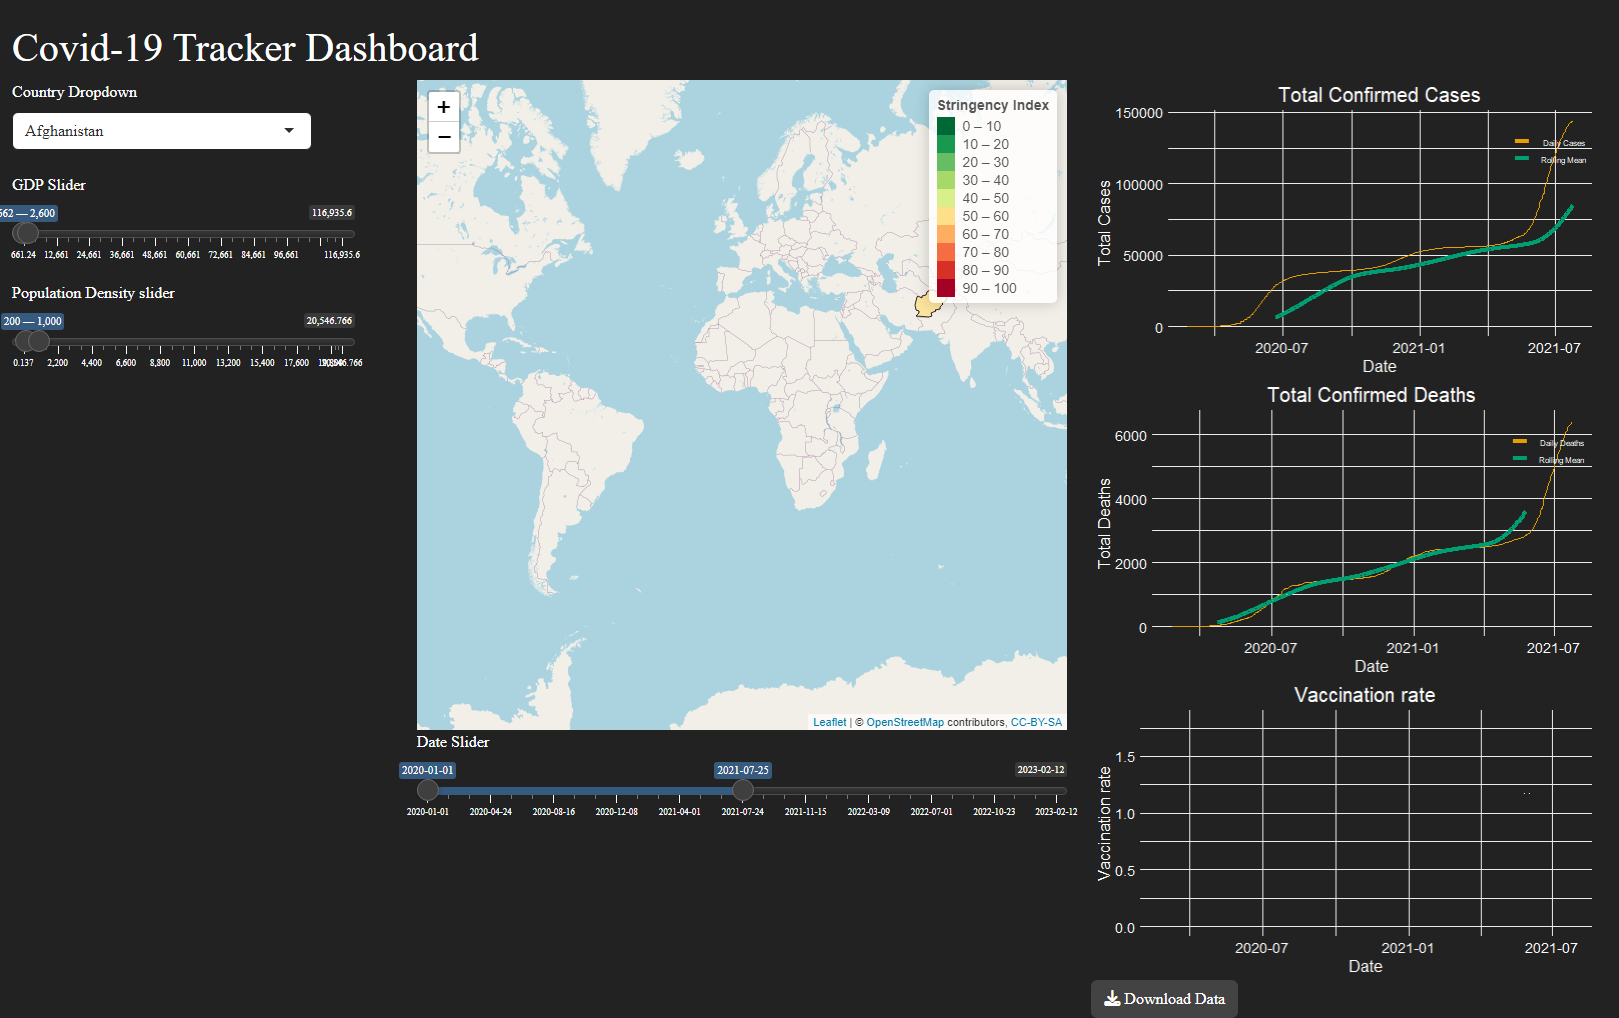 Covid-19 Tracker Dashboard
Country Dropdown
Afghanistan
GDP Slider
662 — 2,600
116,935.6
661.24 12,661 24,661 36,661 48,661 60,661 72,661 84,661 96,661 116,935.6
Population Density slider
200 — 1,000
20,546.766
0.137 2,200 4,400 6,600 8,800 11,000 13,200 15,400 17,600
+
−
Stringency Index
0 – 10
10 – 20
20 – 30
30 – 40
40 – 50
50 – 60
60 – 70
70 – 80
80 – 90
90 – 100
Leaflet | © OpenStreetMap contributors, CC-BY-SA
Date Slider
2020-01-01 2021-07-25 2023-02-12
2020-01-01 2020-04-24 2020-08-16 2020-12-08 2021-04-01 2021-07-24 2021-11-15 2022-03-09 2022-07-01 2022-10-23 2023-02-12
Total Confirmed Cases
150000
100000
50000
0
Total Cases
Daily Cases
Rolling Mean
2020-07 2021-01 2021-07
Date
Total Confirmed Deaths
6000
4000
2000
0
Total Deaths
Daily Deaths
Rolling Mean
2020-07 2021-01 2021-07
Date
Vaccination rate
1.5
1.0
0.5
0.0
Vaccination rate
2020-07 2021-01 2021-07
Date
Download Data